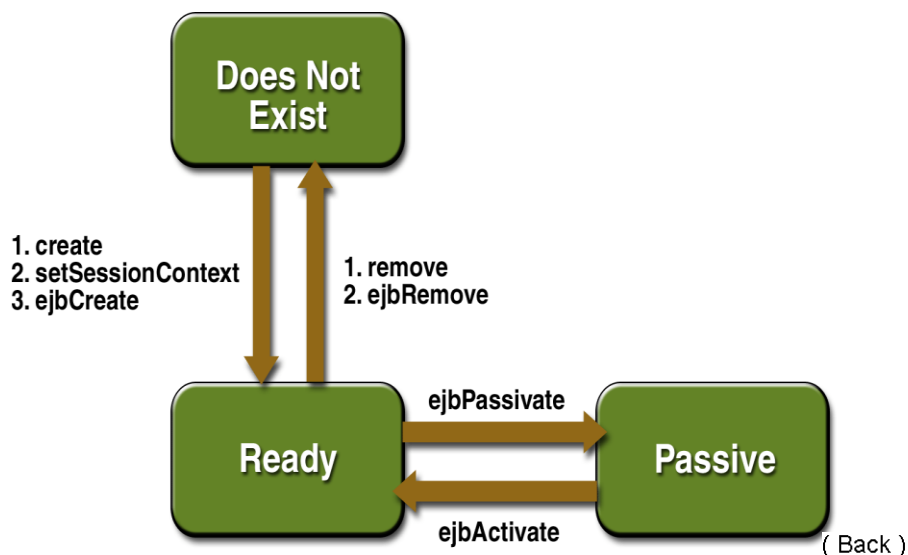 Does Not
Exist
1. create
2. setSessionContext
3. ejbCreate
1. remove
2. ejbRemove
ejbPassivate
Ready
Passive
ejbActivate
( Back )